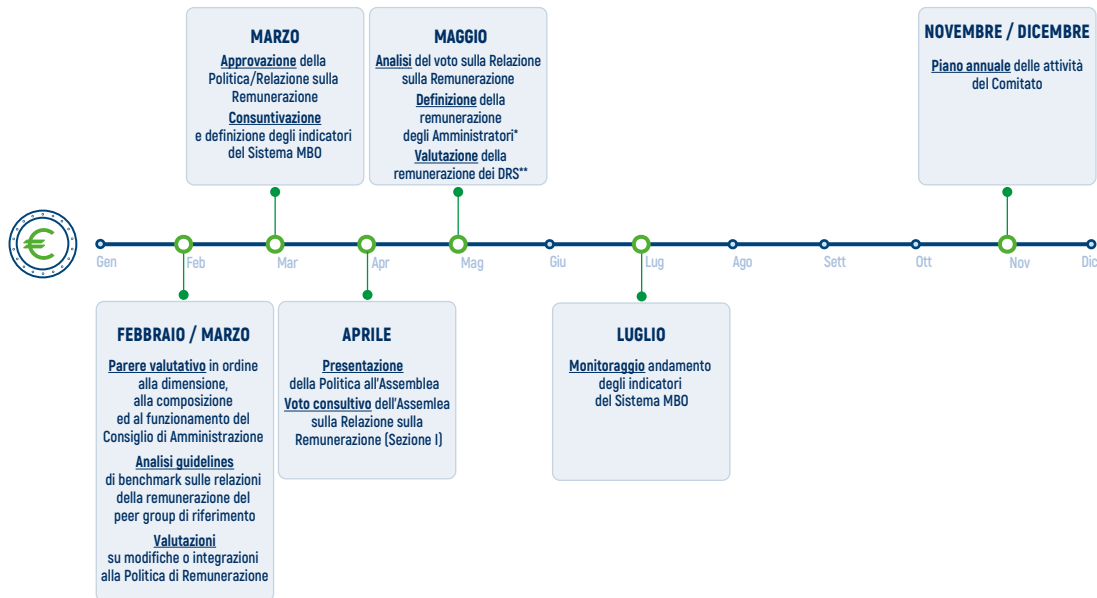 MARZO
Approvazione della
Politica/Relazione sulla
Remunerazione
Consuntivazione
e definizione degli indicatori
del Sistema MBO
MAGGIO
Analisi del voto sulla Relazione
sulla Remunerazione
Definizione della
remunerazione
degli Amministratori*
Valutazione della
remunerazione dei DRS**
NOVEMBRE / DICEMBRE
Piano annuale delle attività
del Comitato
€
Gen
Feb
Mar
Apr
Mag
Giu
Lug
Ago
Sett
Ott
Nov
Dic
FEBBRAIO / MARZO
Parere valutativo in ordine
alla dimensione,
alla composizione
ed al funzionamento del
Consiglio di Amministrazione
Analisi guidelines
di benchmark sulle relazioni
della remunerazione del
peer group di riferimento
Valutazioni
su modifiche o integrazioni
alla Politica di Remunerazione
APRILE
Presentazione
della Politica all'Assemblea
Voto consultivo dell'Assemlea
sulla Relazione sulla
Remunerazione (Sezione I)
LUGLIO
Monitoraggio andamento
degli indicatori
del Sistema MBO